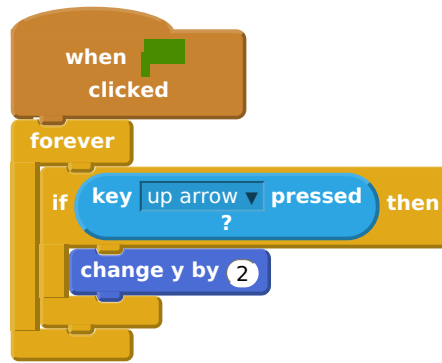 when
clicked
forever
if key up arrow ▼ pressed then
?
change y by 2